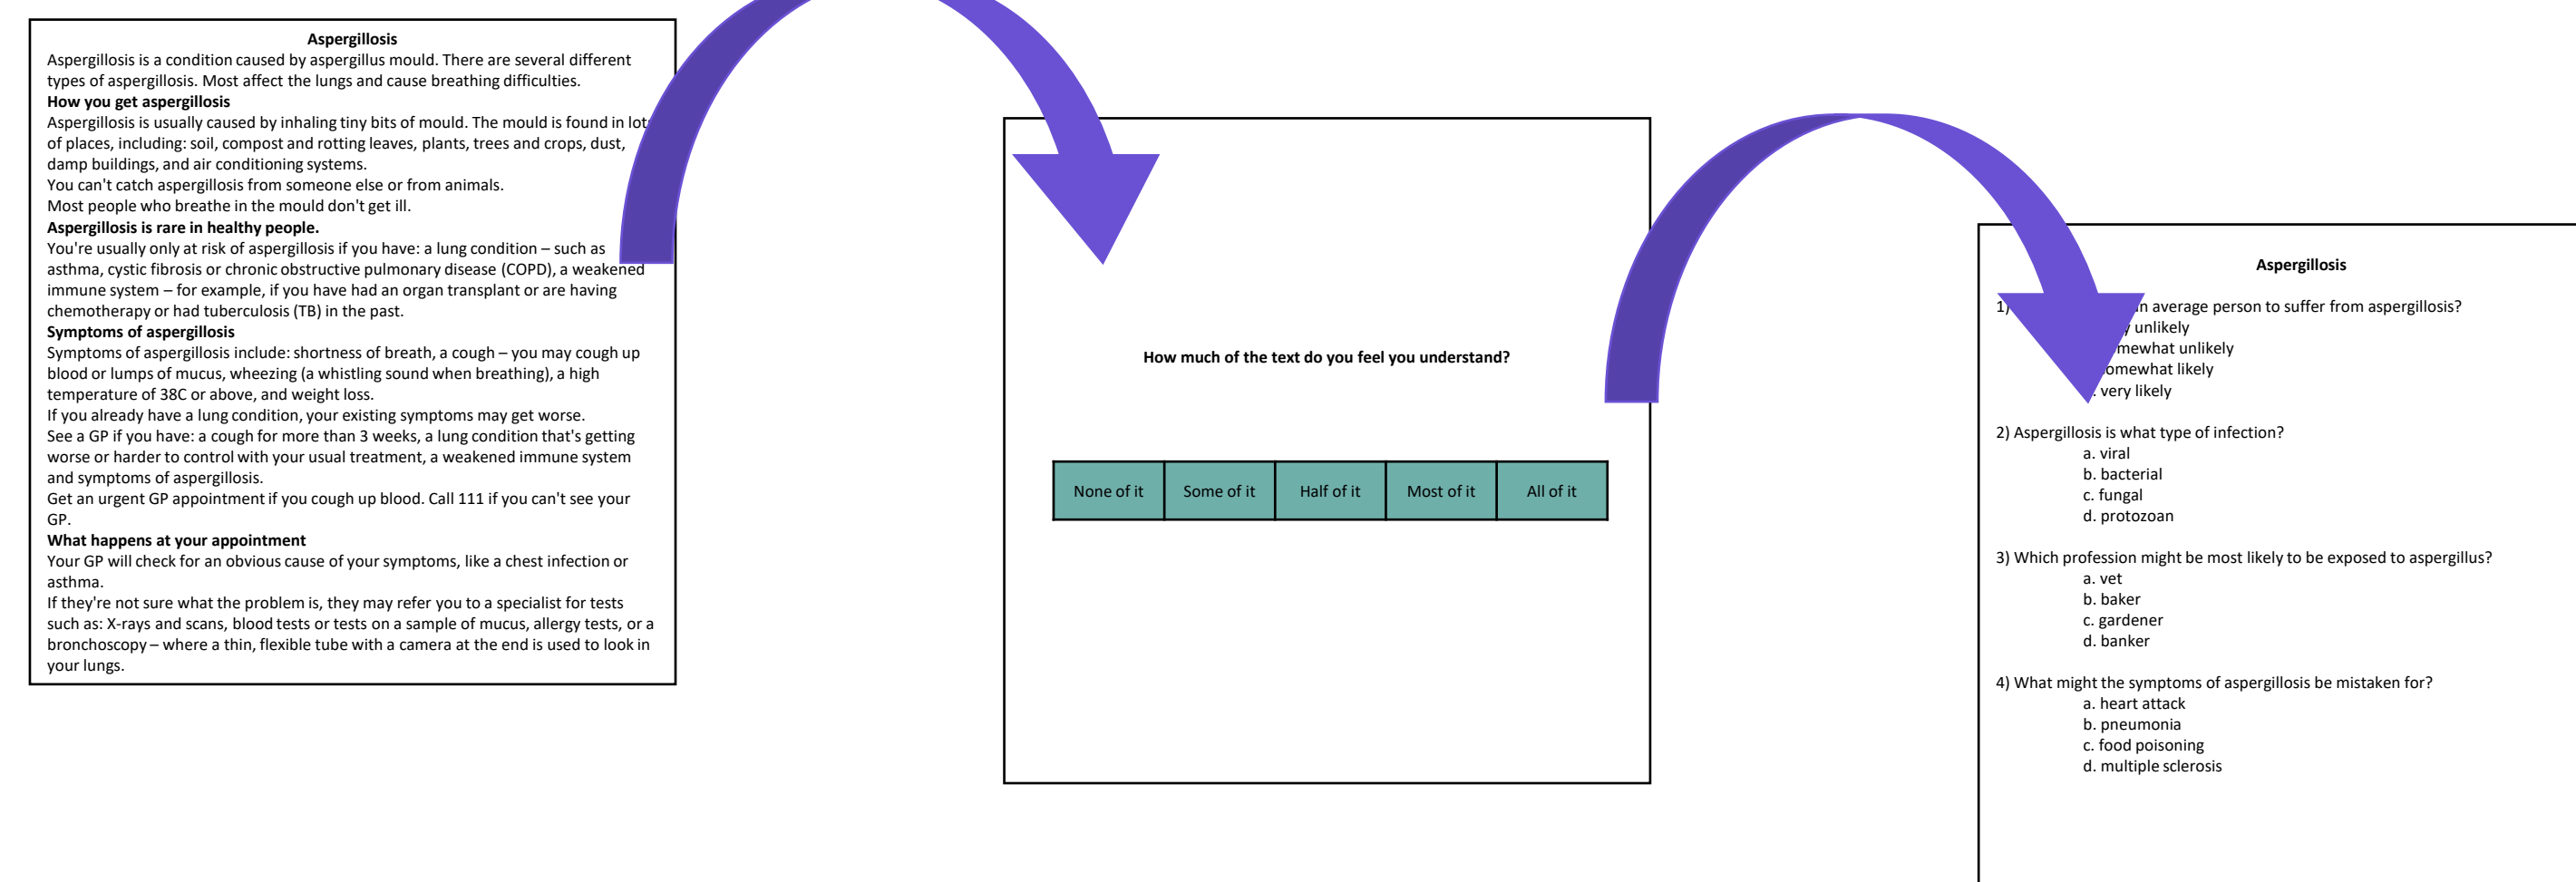 Aspergillosis
Aspergillosis is a condition caused by aspergillus mould. There are several different
types of aspergillosis. Most affect the lungs and cause breathing difficulties.
How you get aspergillosis
Aspergillosis is usually caused by inhaling tiny bits of mould. The mould is found in lots
of places, including: soil, compost and rotting leaves, plants, trees and crops, dust,
damp buildings, and air conditioning systems.
You can't catch aspergillosis from someone else or from animals.
Most people who breathe in the mould don't get ill.
Aspergillosis is rare in healthy people.
You're usually only at risk of aspergillosis if you have: a lung condition – such as
asthma, cystic fibrosis or chronic obstructive pulmonary disease (COPD), a weakened
immune system – for example, if you have had an organ transplant or are having
chemotherapy or had tuberculosis (TB) in the past.
Symptoms of aspergillosis
Symptoms of aspergillosis include: shortness of breath, a cough – you may cough up
blood or lumps of mucus, wheezing (a whistling sound when breathing), a high
temperature of 38C or above, and weight loss.
If you already have a lung condition, your existing symptoms may get worse.
See a GP if you have: a cough for more than 3 weeks, a lung condition that's getting
worse or harder to control with your usual treatment, a weakened immune system
and symptoms of aspergillosis.
Get an urgent GP appointment if you cough up blood. Call 111 if you can't see your
GP.
What happens at your appointment
Your GP will check for an obvious cause of your symptoms, like a chest infection or
asthma.
If they're not sure what the problem is, they may refer you to a specialist for tests
such as: X-rays and scans, blood tests or tests on a sample of mucus, allergy tests, or a
bronchoscopy – where a thin, flexible tube with a camera at the end is used to look in
your lungs.
How much of the text do you feel you understand?
None of it
Some of it
Half of it
Most of it
All of it
Aspergillosis
1) average person to suffer from aspergillosis?
unlikely
somewhat unlikely
somewhat likely
very likely
2) Aspergillosis is what type of infection?
a. viral
b. bacterial
c. fungal
d. protozoan
3) Which profession might be most likely to be exposed to aspergillus?
a. vet
b. baker
c. gardener
d. banker
4) What might the symptoms of aspergillosis be mistaken for?
a. heart attack
b. pneumonia
c. food poisoning
d. multiple sclerosis